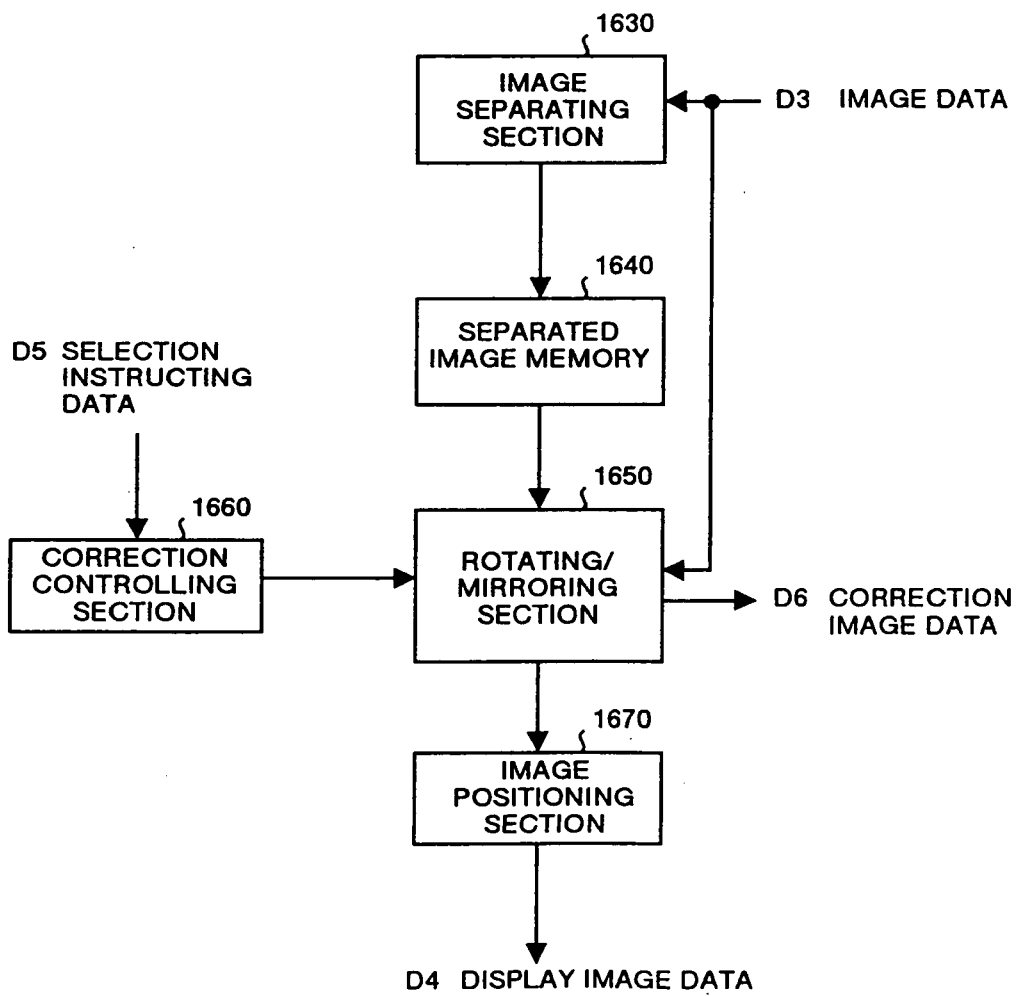 1630
IMAGE
SEPARATING
SECTION
D3 IMAGE DATA
1640
SEPARATED
IMAGE MEMORY
D5 SELECTION
INSTRUCTING
DATA
1650
1660
CORRECTION
CONTROLLING
SECTION
ROTATING/
MIRRORING
SECTION
D6 CORRECTION
IMAGE DATA
1670
IMAGE
POSITIONING
SECTION
D4 DISPLAY IMAGE DATA